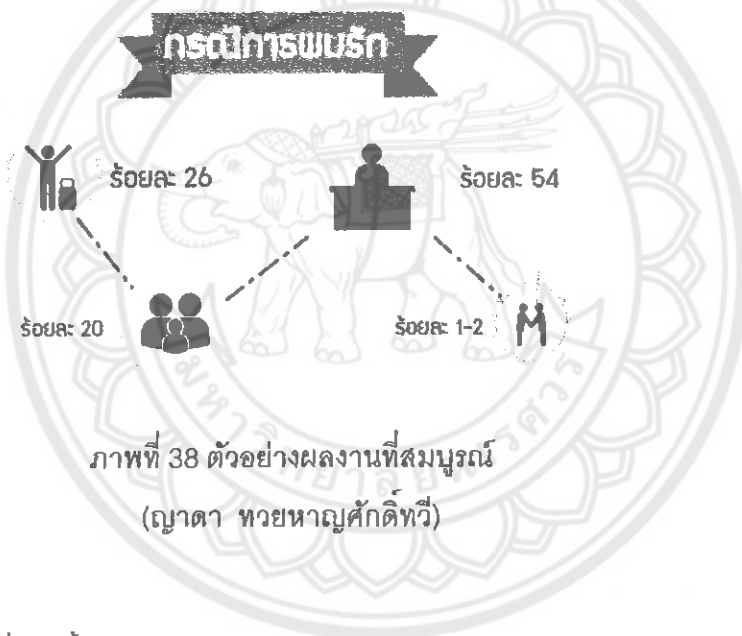 กรณีการพบรัก
ร้อยละ 26
ร้อยละ 54
ร้อยละ 20
ร้อยละ 1-2
ภาพที่ 38 ตัวอย่างผลงานที่สมบูรณ์
(ญาดา ทวยหาญศักดิ์ทวี)